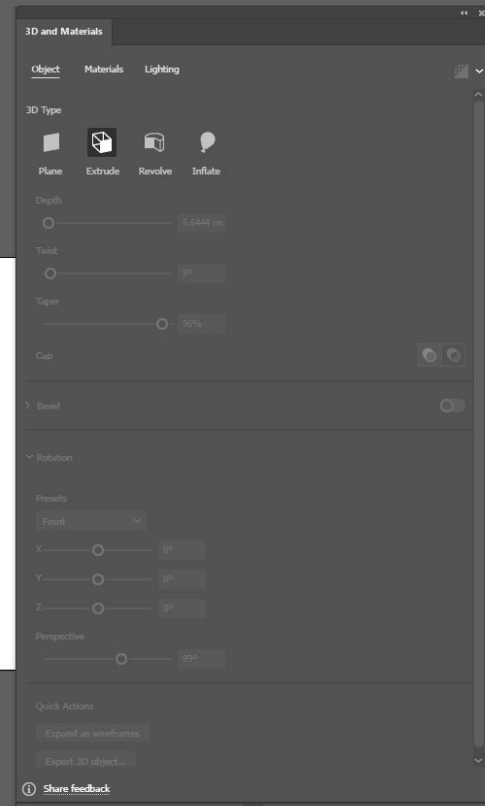 3D and Materials
Object Materials Lighting
3D Type
Plane Extrude Revolve Inflate
Depth
5.6444 m
Twist
9°
Taper
96%
Cap
Bevel
Rotation
Presets
Front
X 0°
Y 0°
Z 0°
Perspective
99°
Quick Actions
Expand as wireframes
Export 3D object...
Share feedback